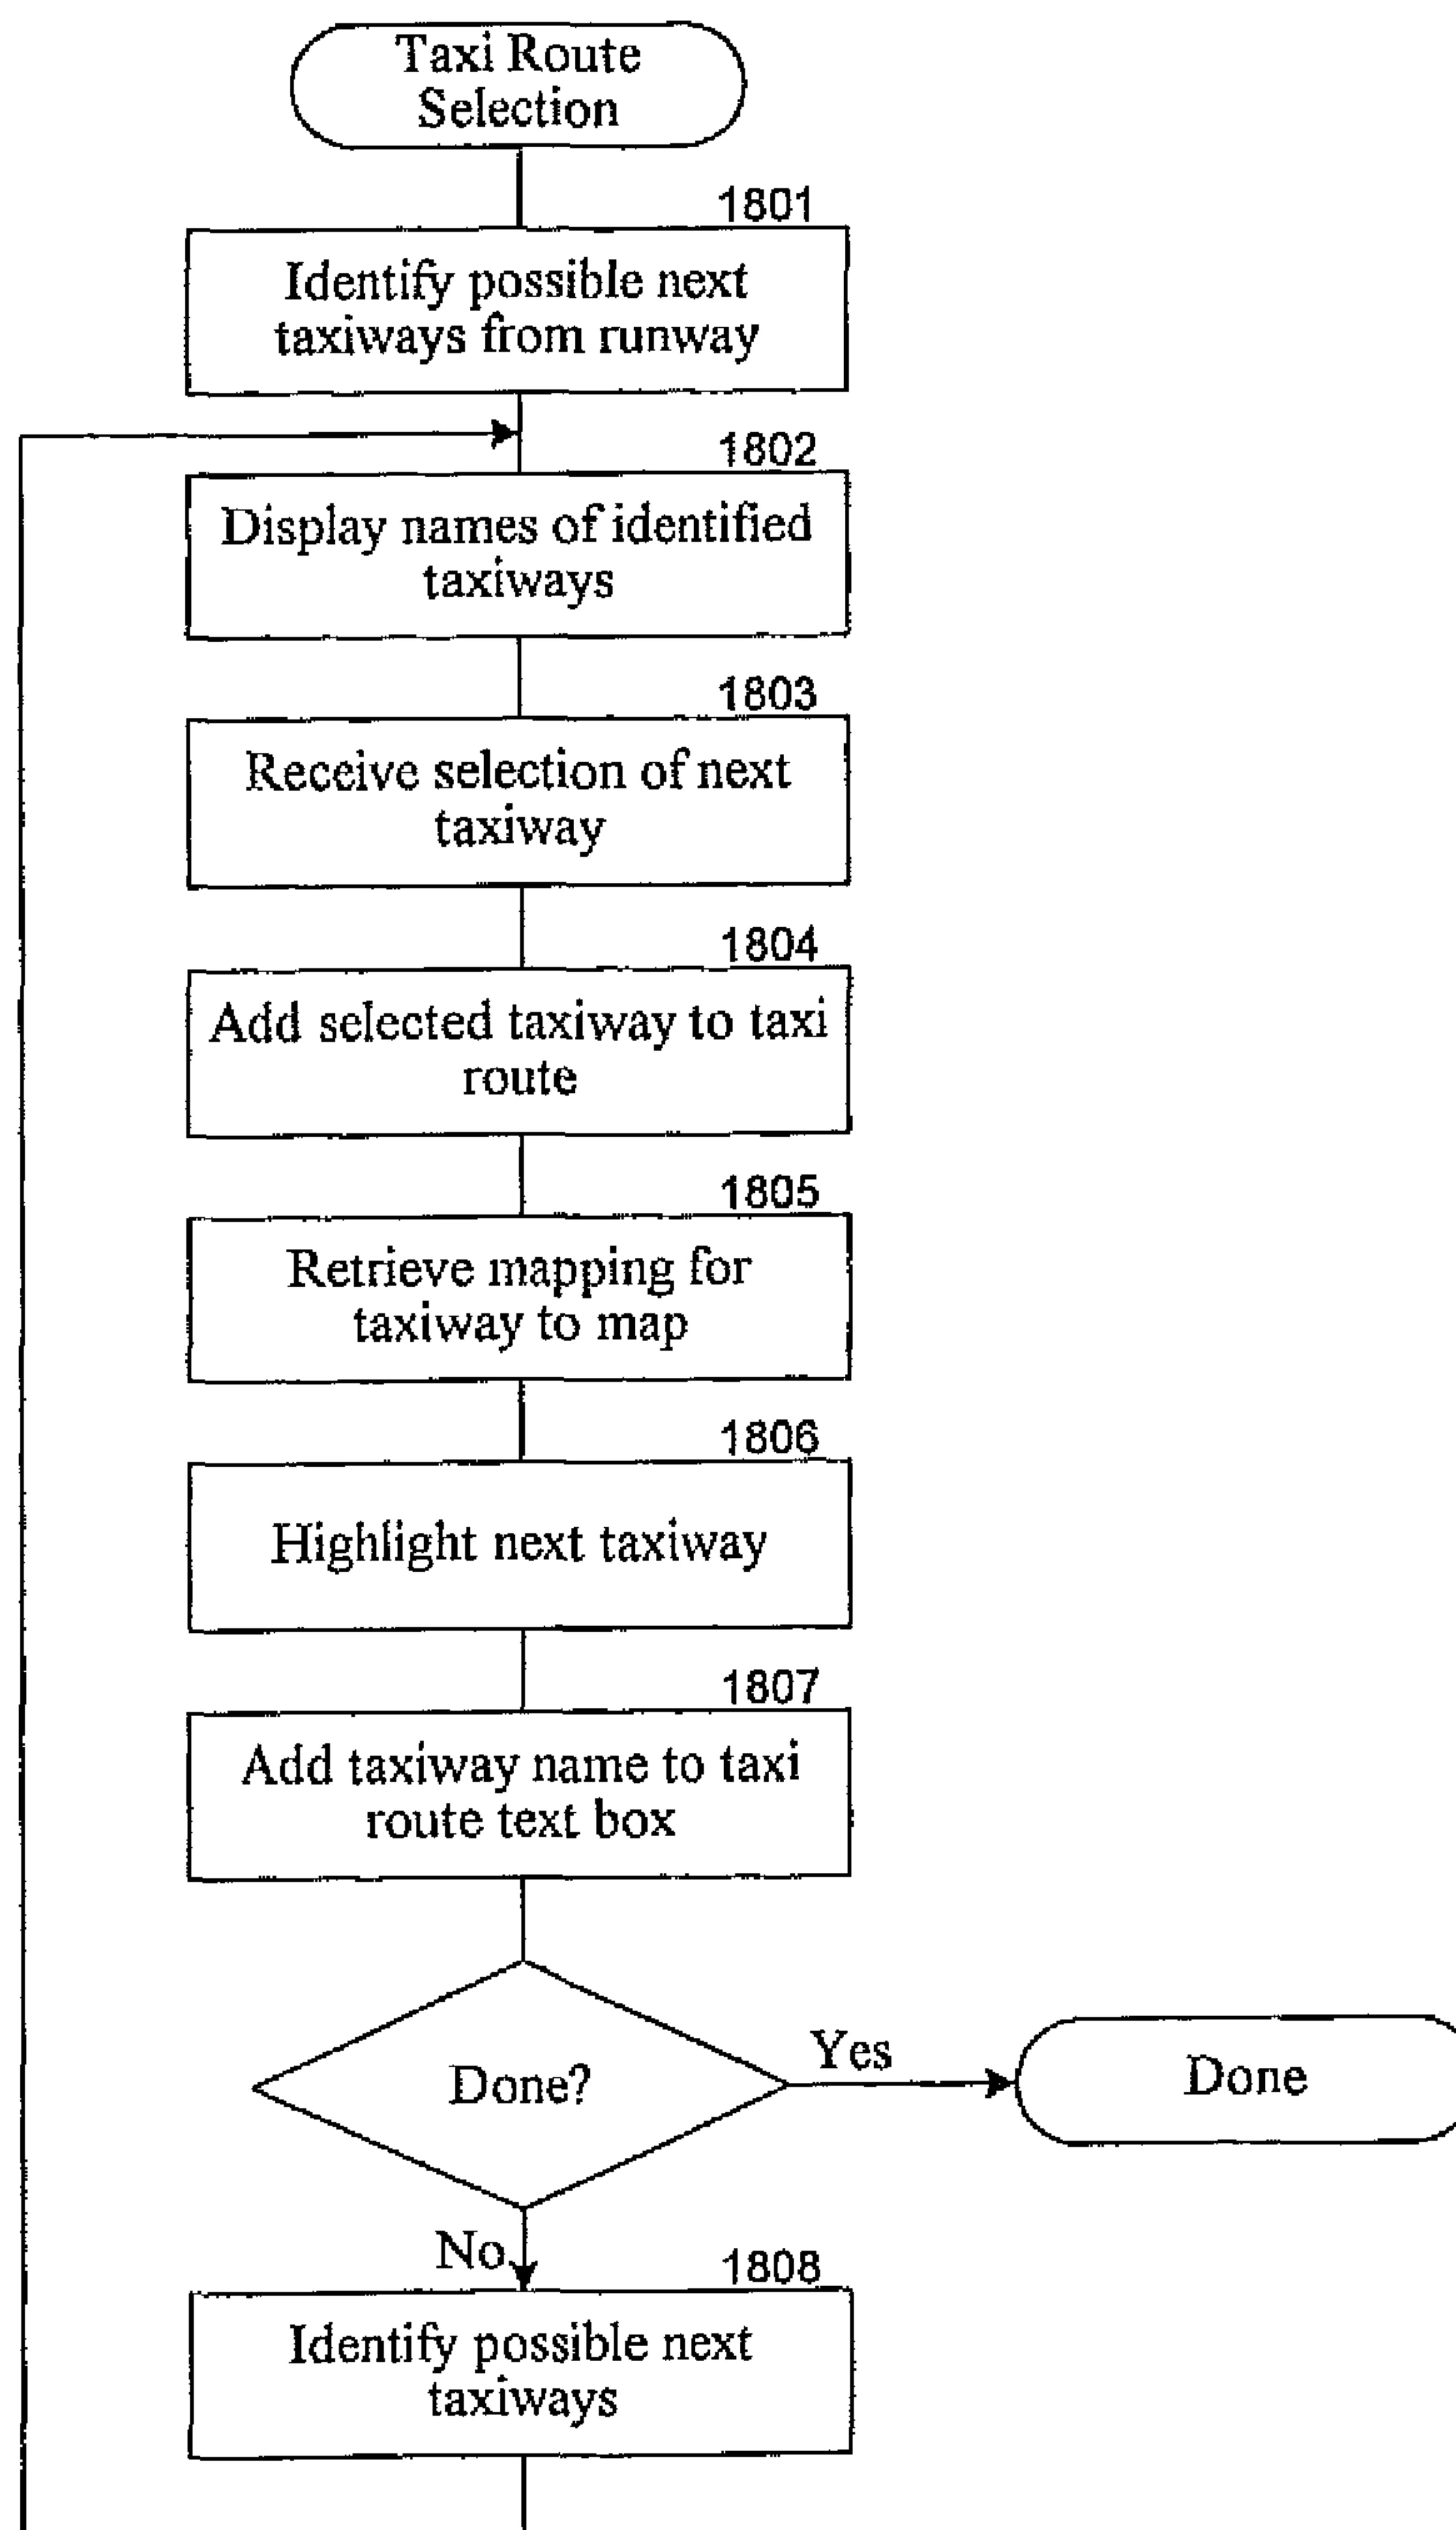 Taxi Route
Selection
1801
Identify possible next
taxiways from runway
1802
Display names of identified
taxiways
1803
Receive selection of next
taxiway
1804
Add selected taxiway to taxi
route
1805
Retrieve mapping for
taxiway to map
1806
Highlight next taxiway
1807
Add taxiway name to taxi
route text box
Done?
Yes
Done
No
1808
Identify possible next
taxiways